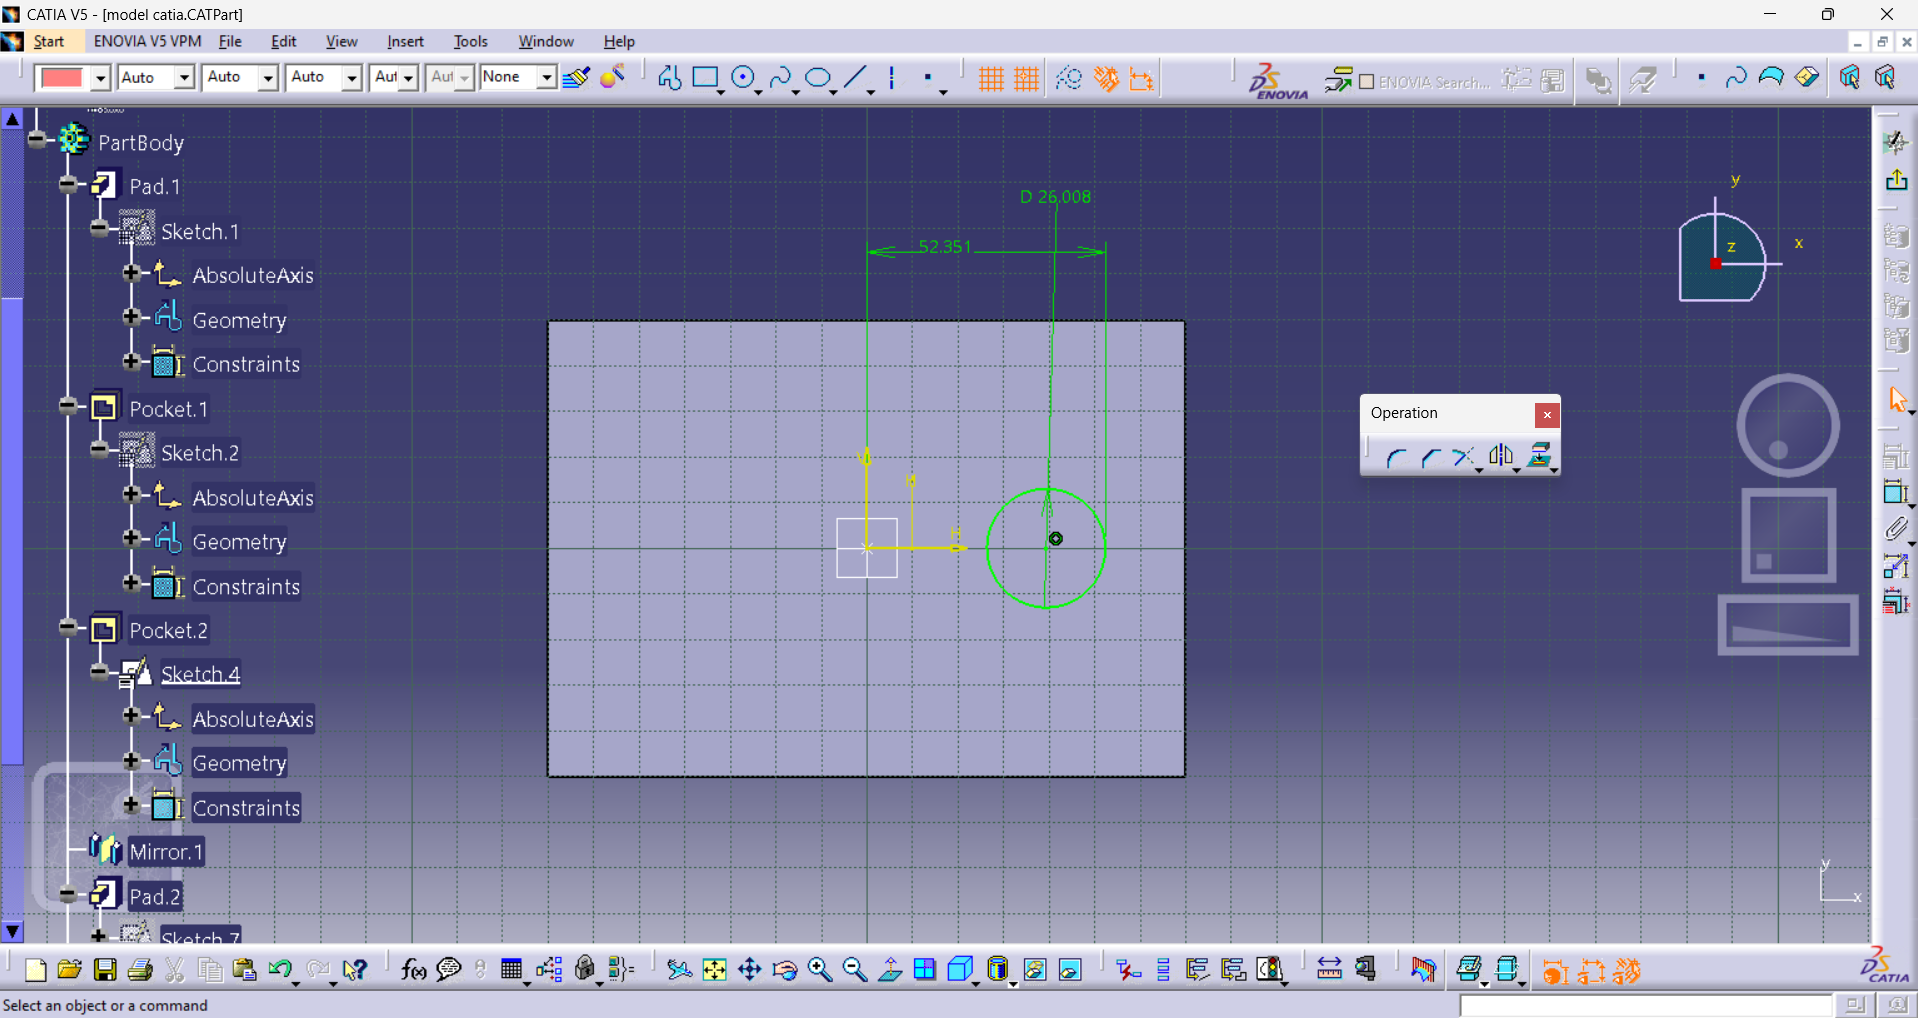 CATIA V5 - [model catia.CATPart]
Start ENOVIA V5 VPM File Edit View Insert Tools Window Help
Auto Auto Auto Aut Aut None ENOVIA ENOVIA Search...
PartBody
Pad.1
Sketch.1
AbsoluteAxis
Geometry
Constraints
Pocket.1
Sketch.2
AbsoluteAxis
Geometry
Constraints
Pocket.2
Sketch.4
AbsoluteAxis
Geometry
Constraints
Mirror.1
Pad.2
Sketch.7
D 26.008
52.351
V
H
H
y
z
x
Operation
y
x
f(x)
CATIA
Select an object or a command